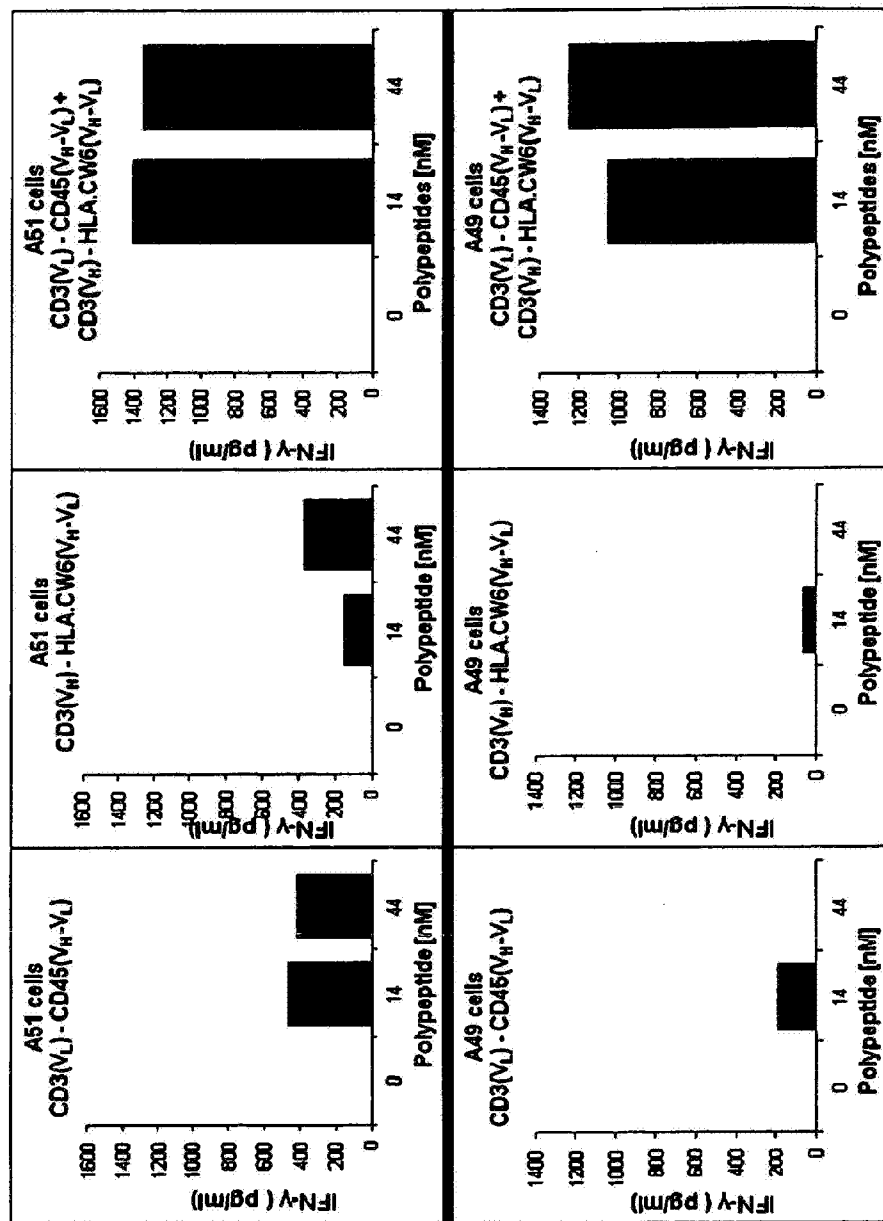 A51 cells
CD3(VL) - CD45(VH-VL)
IFN-γ ( pg/ml)
1600
1400
1200
1000
800
600
400
200
0
0 14 44
Polypeptide [nM]
A51 cells
CD3(VH) - HLA.CW6(VH-VL)
IFN-γ ( pg/ml)
1600
1400
1200
1000
800
600
400
200
0
0 14 44
Polypeptide [nM]
A51 cells
CD3(VL) - CD45(VH-VL) +
CD3(VH) - HLA.CW6(VH-VL)
IFN-γ ( pg/ml)
1600
1400
1200
1000
800
600
400
200
0
0 14 44
Polypeptides [nM]
A49 cells
CD3(VL) - CD45(VH-VL)
IFN-γ ( pg/ml)
1400
1200
1000
800
600
400
200
0
0 14 44
Polypeptide [nM]
A49 cells
CD3(VH) - HLA.CW6(VH-VL)
IFN-γ ( pg/ml)
1400
1200
1000
800
600
400
200
0
0 14 44
Polypeptide [nM]
A49 cells
CD3(VL) - CD45(VH-VL) +
CD3(VH) - HLA.CW6(VH-VL)
IFN-γ ( pg/ml)
1400
1200
1000
800
600
400
200
0
0 14 44
Polypeptides [nM]